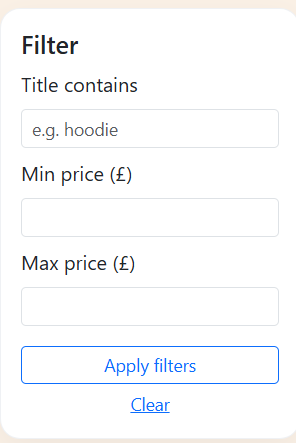 Filter
Title contains
e.g. hoodie
Min price (£)
Max price (£)
Apply filters
Clear